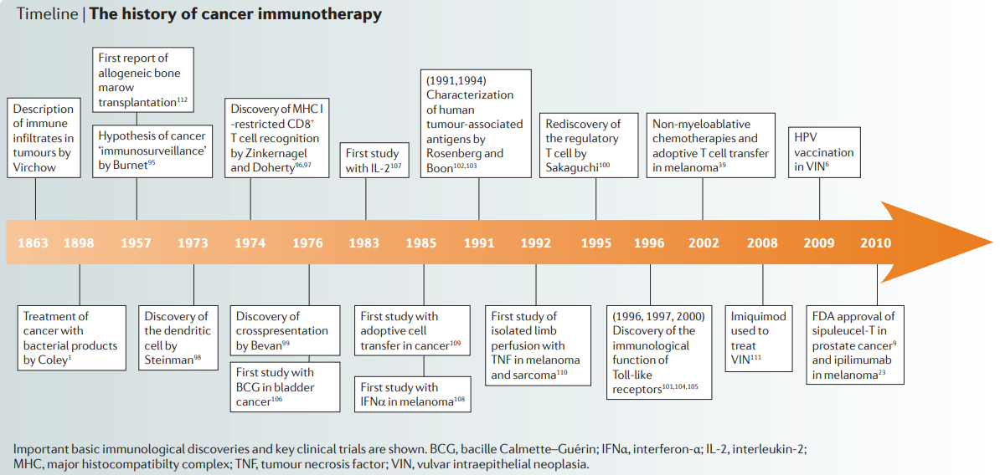 Timeline | The history of cancer immunotherapy
Description
of immune
infiltrates in
tumours by
Virchow
First report of
allogeneic bone
marow
transplantation112
Hypothesis of cancer
‘immunosurveillance’
by Burnet95
Discovery of MHC I
-restricted CD8+
T cell recognition
by Zinkernagel
and Doherty96,97
First study
with IL-2107
(1991,1994)
Characterization
of human
tumour-associated
antigens by
Rosenberg and
Boon102,103
Rediscovery of
the regulatory
T cell by
Sakaguchi100
Non-myeloablative
chemotherapies and
adoptive T cell transfer
in melanoma39
HPV
vaccination
in VIN6
1863 1898 1957 1973 1974 1976 1983 1985 1991 1992 1995 1996 2002 2008 2009 2010
Treatment of
cancer with
bacterial products
by Coley1
Discovery of
the dendritic
cell by
Steinman98
Discovery of
crosspresentation
by Bevan99
First study with
BCG in bladder
cancer106
First study with
adoptive cell
transfer in cancer109
First study with
IFNα in melanoma108
First study of
isolated limb
perfusion with
TNF in melanoma
and sarcoma110
(1996, 1997, 2000)
Discovery of the
immunological
function of
Toll-like
receptors101,104,105
Imiquimod
used to
treat
VIN111
FDA approval of
sipuleucel-T in
prostate cancer9
and ipilimumab
in melanoma23
Important basic immunological discoveries and key clinical trials are shown. BCG, bacille Calmette–Guérin; IFNα, interferon-α; IL-2, interleukin-2;
MHC, major histocompatibilty complex; TNF, tumour necrosis factor; VIN, vulvar intraepithelial neoplasia.